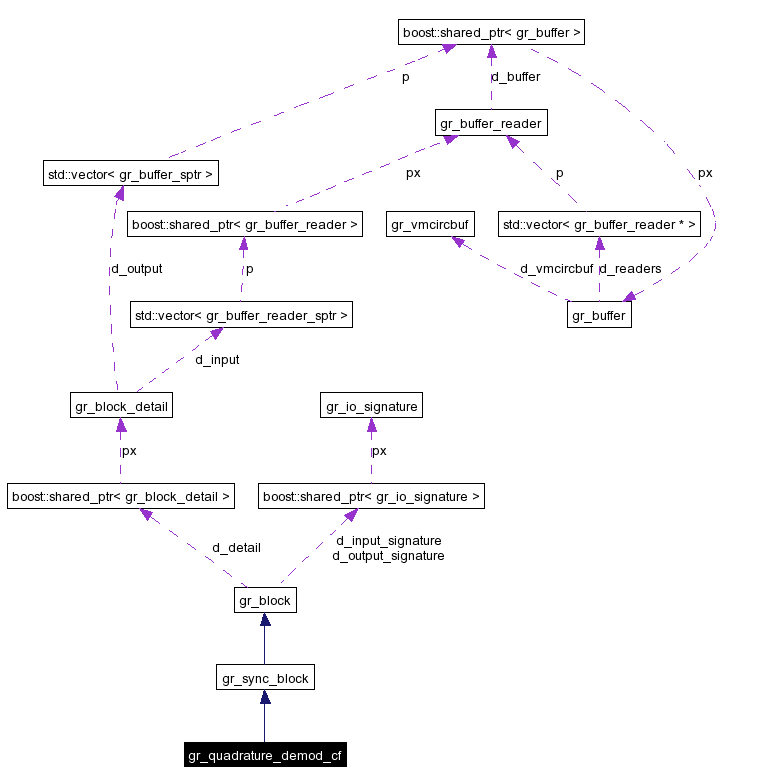 boost::shared_ptr< gr_buffer >
p
d_buffer
gr_buffer_reader
std::vector< gr_buffer_sptr >
px
p
px
boost::shared_ptr< gr_buffer_reader >
gr_vmcircbuf
std::vector< gr_buffer_reader * >
d_output
p
d_vmcircbuf
d_readers
std::vector< gr_buffer_reader_sptr >
gr_buffer
d_input
gr_block_detail
gr_io_signature
px
px
boost::shared_ptr< gr_block_detail >
boost::shared_ptr< gr_io_signature >
d_detail
d_input_signature
d_output_signature
gr_block
gr_sync_block
gr_quadrature_demod_cf